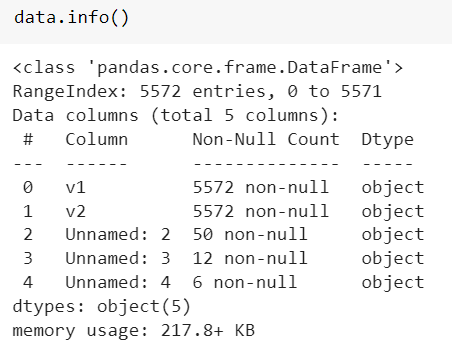 data.info()
<class 'pandas.core.frame.DataFrame'>
RangeIndex: 5572 entries, 0 to 5571
Data columns (total 5 columns):
 #   Column      Non-Null Count  Dtype
---  ------      --------------  -----
 0   v1          5572 non-null   object
 1   v2          5572 non-null   object
 2   Unnamed: 2  50 non-null     object
 3   Unnamed: 3  12 non-null     object
 4   Unnamed: 4  6 non-null      object
dtypes: object(5)
memory usage: 217.8+ KB